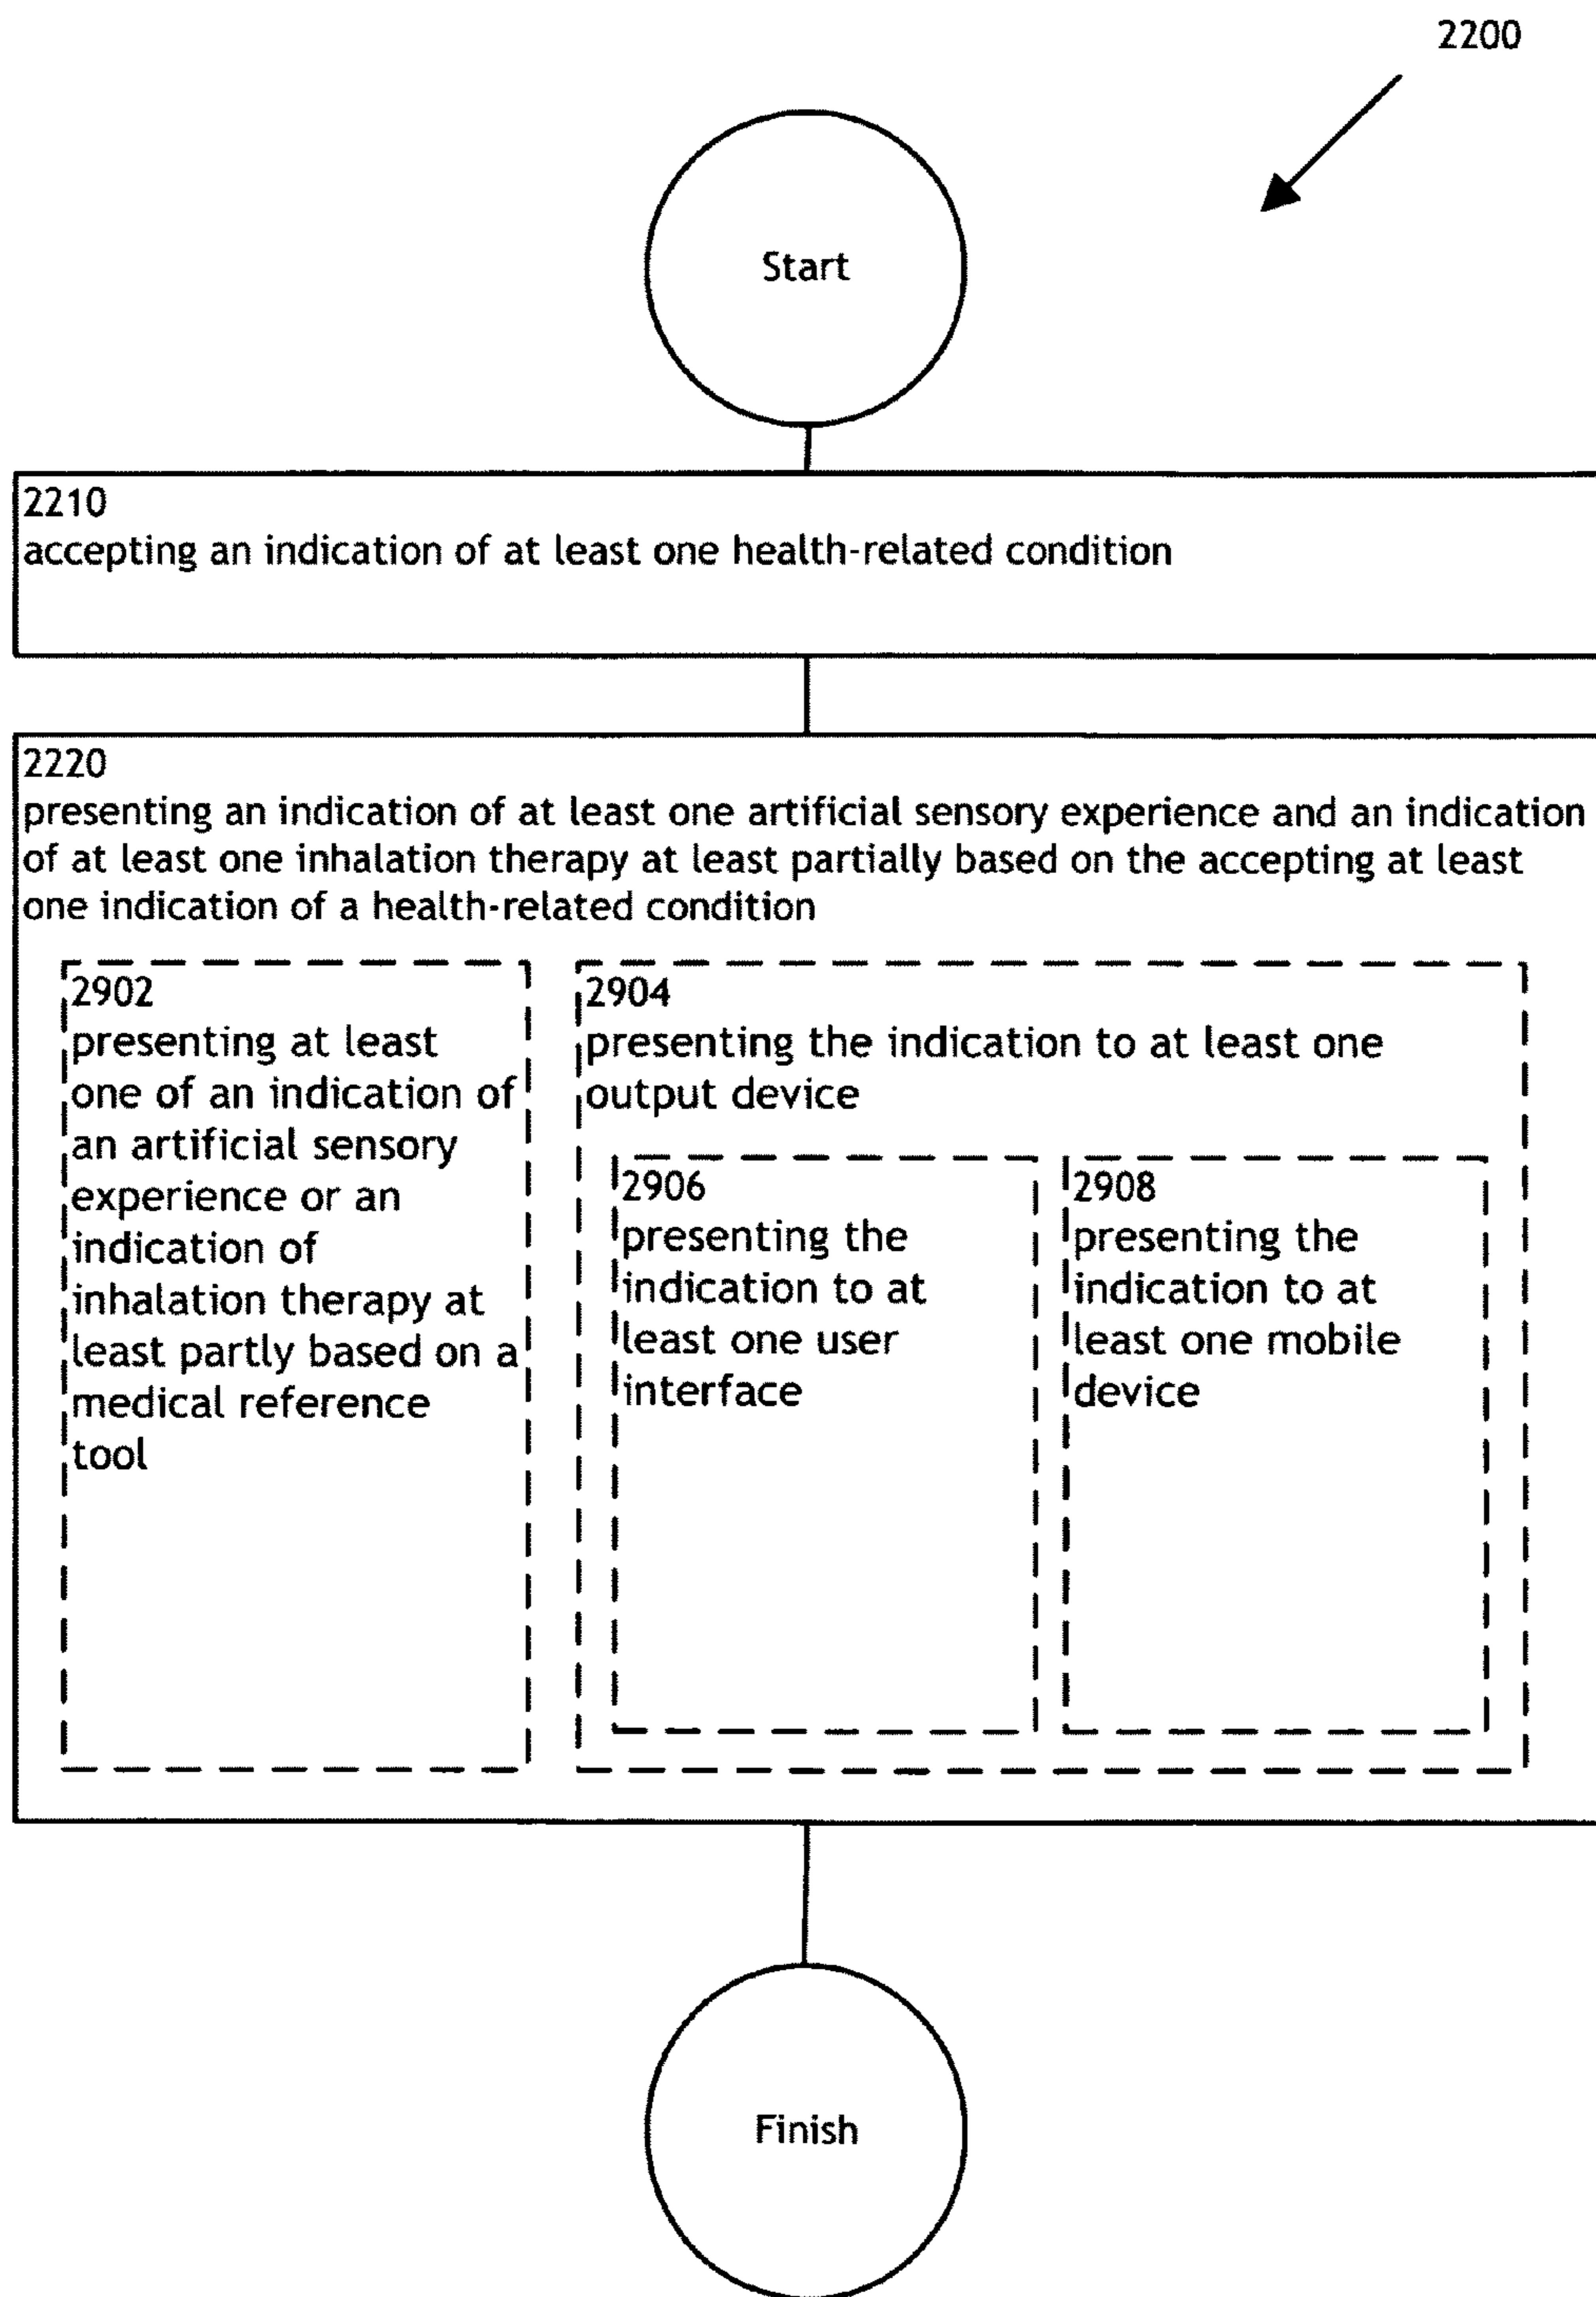 2200
Start
2210
accepting an indication of at least one health-related condition
2220
presenting an indication of at least one artificial sensory experience and an indication
of at least one inhalation therapy at least partially based on the accepting at least
one indication of a health-related condition
2902
presenting at least
one of an indication of
an artificial sensory
experience or an
indication of
inhalation therapy at
least partly based on a
medical reference
tool
2904
presenting the indication to at least one
output device
2906
presenting the
indication to at
least one user
interface
2908
presenting the
indication to at
least one mobile
device
Finish